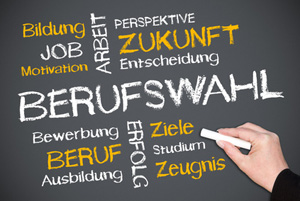 Bildung
JOB
Motivation
ARBEIT
PERSPEKTIVE
ZUKUNFT
Entscheidung
BERUFSWAHL
Bewerbung
BERUF
Ausbildung
ERFOLG
Ziele
Studium
Zeugnis